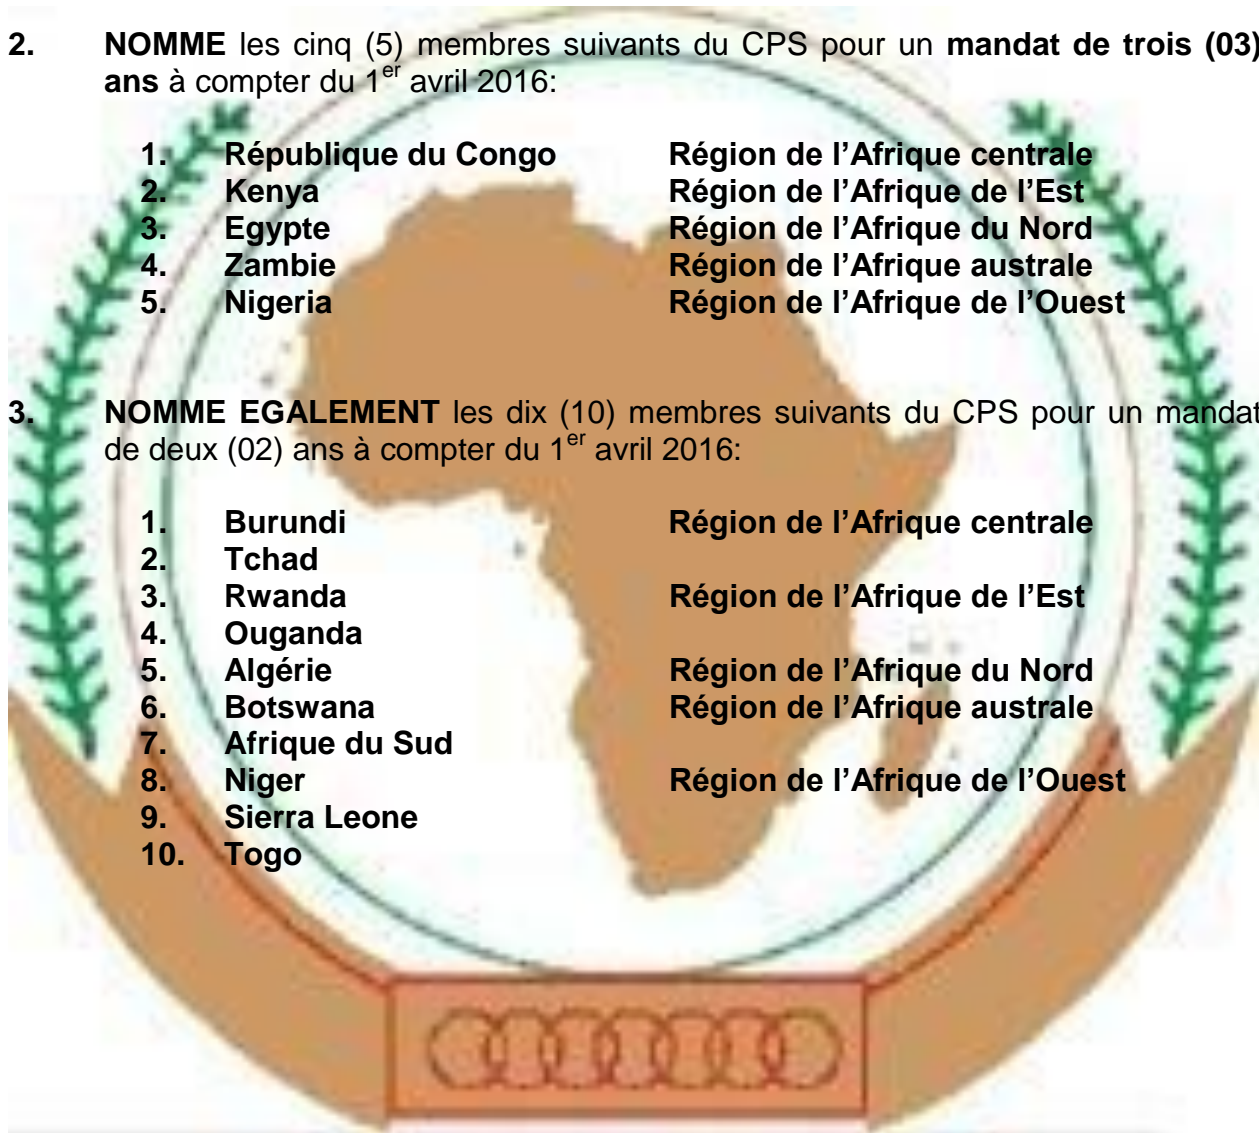 2. NOMME les cinq (5) membres suivants du CPS pour un mandat de trois (03)
ans à compter du 1er avril 2016:
1. République du Congo Région de l’Afrique centrale
2. Kenya Région de l’Afrique de l’Est
3. Egypte Région de l’Afrique du Nord
4. Zambie Région de l’Afrique australe
5. Nigeria Région de l’Afrique de l’Ouest
3. NOMME EGALEMENT les dix (10) membres suivants du CPS pour un mandat
de deux (02) ans à compter du 1er avril 2016:
1. Burundi Région de l’Afrique centrale
2. Tchad
3. Rwanda Région de l’Afrique de l’Est
4. Ouganda
5. Algérie Région de l’Afrique du Nord
6. Botswana Région de l’Afrique australe
7. Afrique du Sud
8. Niger Région de l’Afrique de l’Ouest
9. Sierra Leone
10. Togo